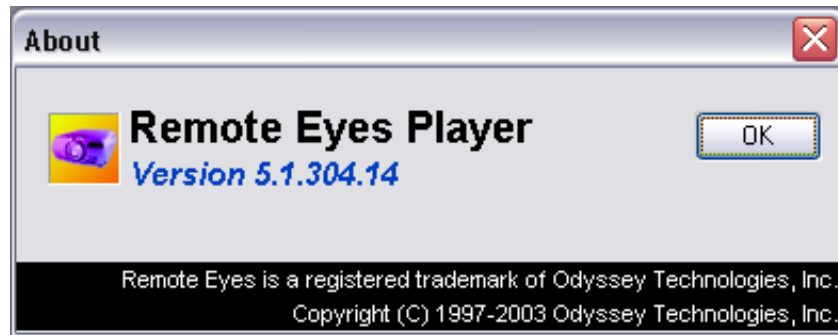 About
Remote Eyes Player
OK
Version 5.1.304.14
Remote Eyes is a registered trademark of Odyssey Technologies, Inc.
Copyright (C) 1997-2003 Odyssey Technologies, Inc.